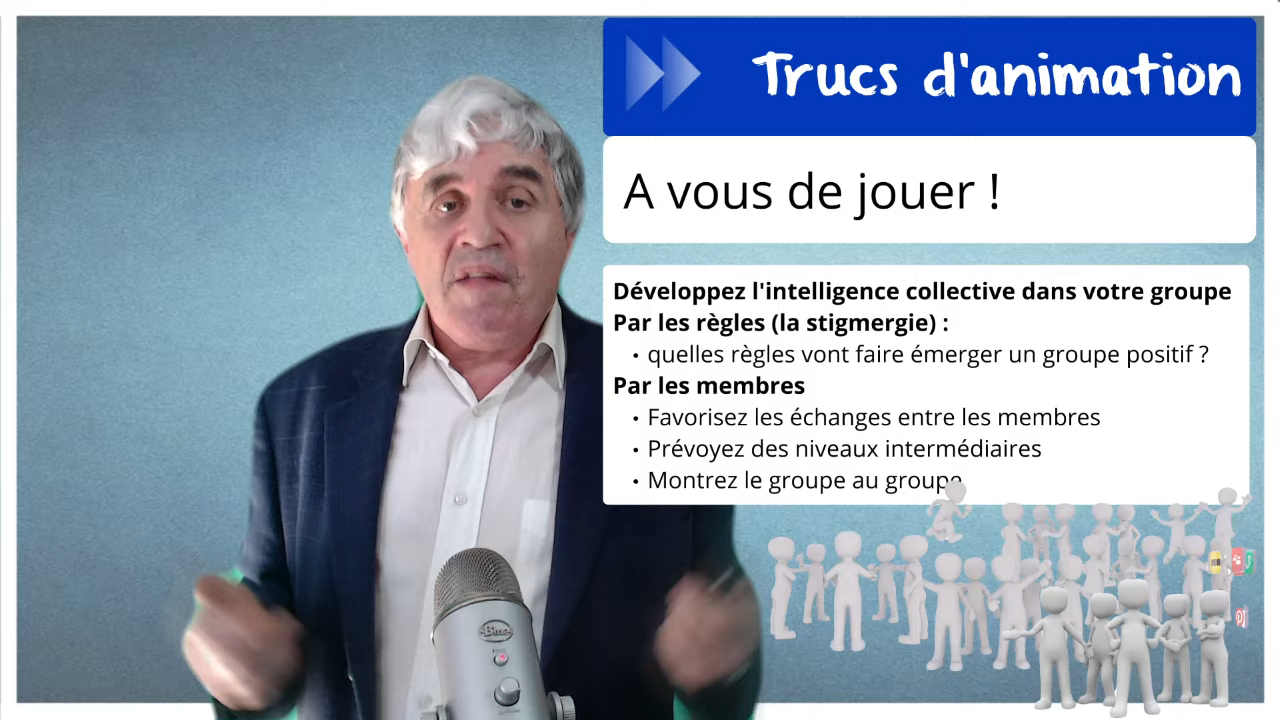 Trucs d'animation
A vous de jouer !
Développez l'intelligence collective dans votre groupe
Par les règles (la stigmergie) :
• quelles règles vont faire émerger un groupe positif ?
Par les membres
• Favorisez les échanges entre les membres
• Prévoyez des niveaux intermédiaires
• Montrez le groupe au groupe
Blue